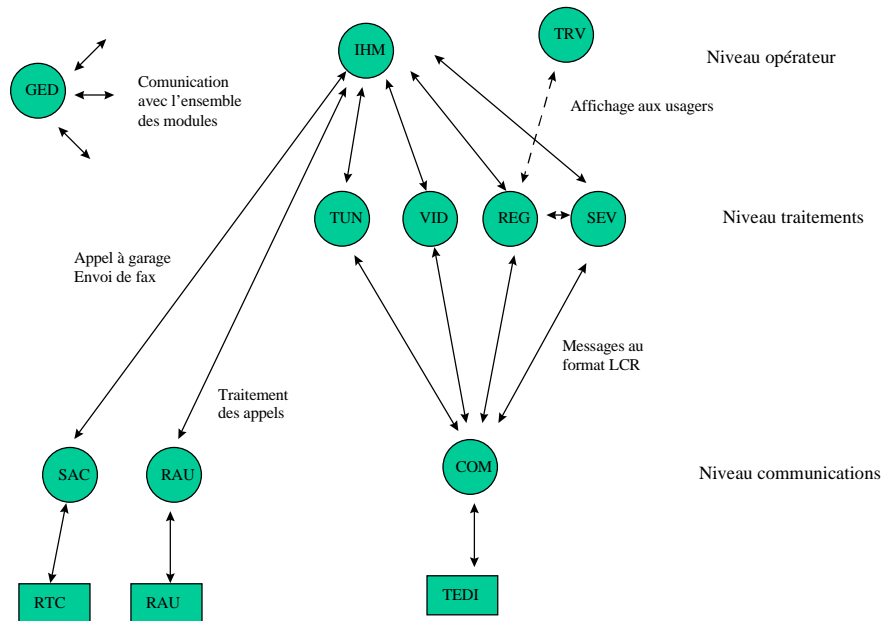 IHM
TRV
Niveau opérateur
GED
Comunication
avec l'ensemble
des modules
Affichage aux usagers
TUN
VID
REG
SEV
Niveau traitements
Appel à garage
Envoi de fax
Messages au
format LCR
Traitement
des appels
SAC
RAU
COM
Niveau communications
RTC
RAU
TEDI